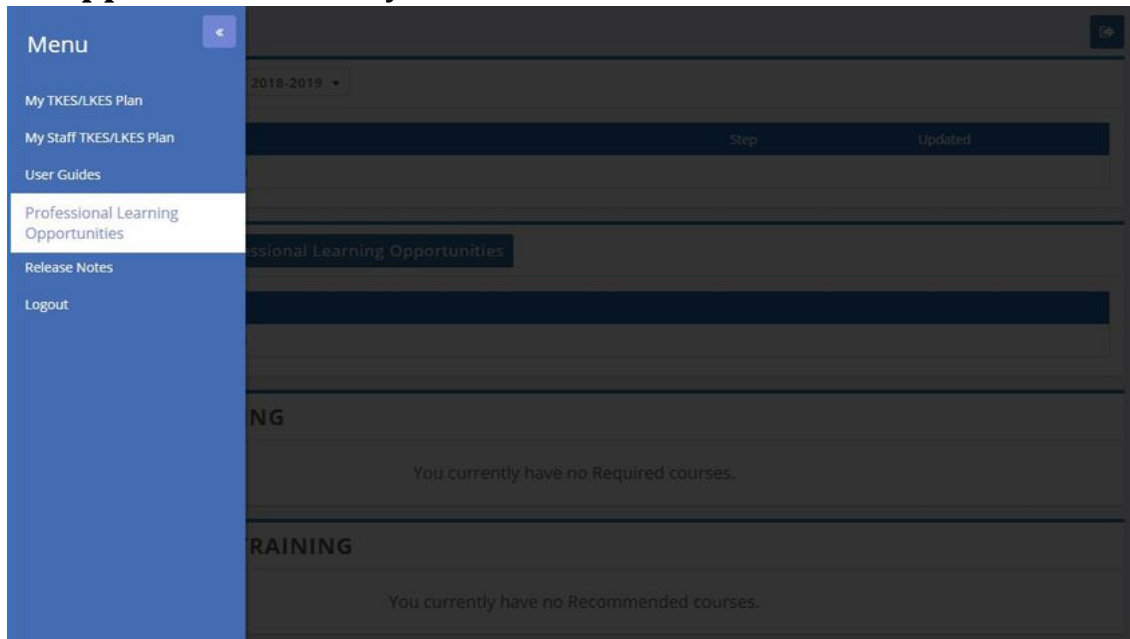 Menu
«
My TKES/LKES Plan
2018-2019
My Staff TKES/LKES Plan
Step Updated
User Guides
Professional Learning
Opportunities
essional Learning Opportunities
Release Notes
Logout
NG
You currently have no Required courses.
RAINING
You currently have no Recommended courses.